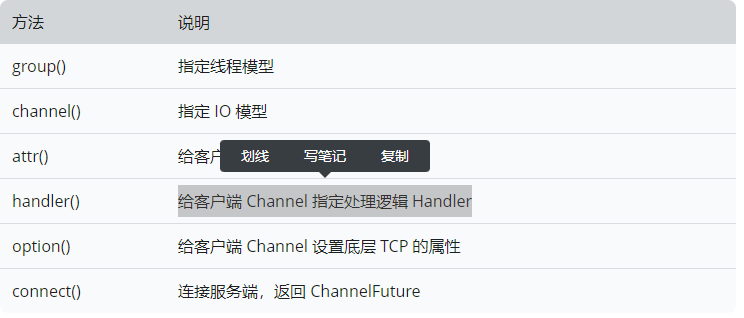 方法 说明
group() 指定线程模型
channel() 指定 IO 模型
attr() 给客户
划线 写笔记 复制
handler() 给客户端 Channel 指定处理逻辑 Handler
option() 给客户端 Channel 设置底层 TCP 的属性
connect() 连接服务端，返回 ChannelFuture